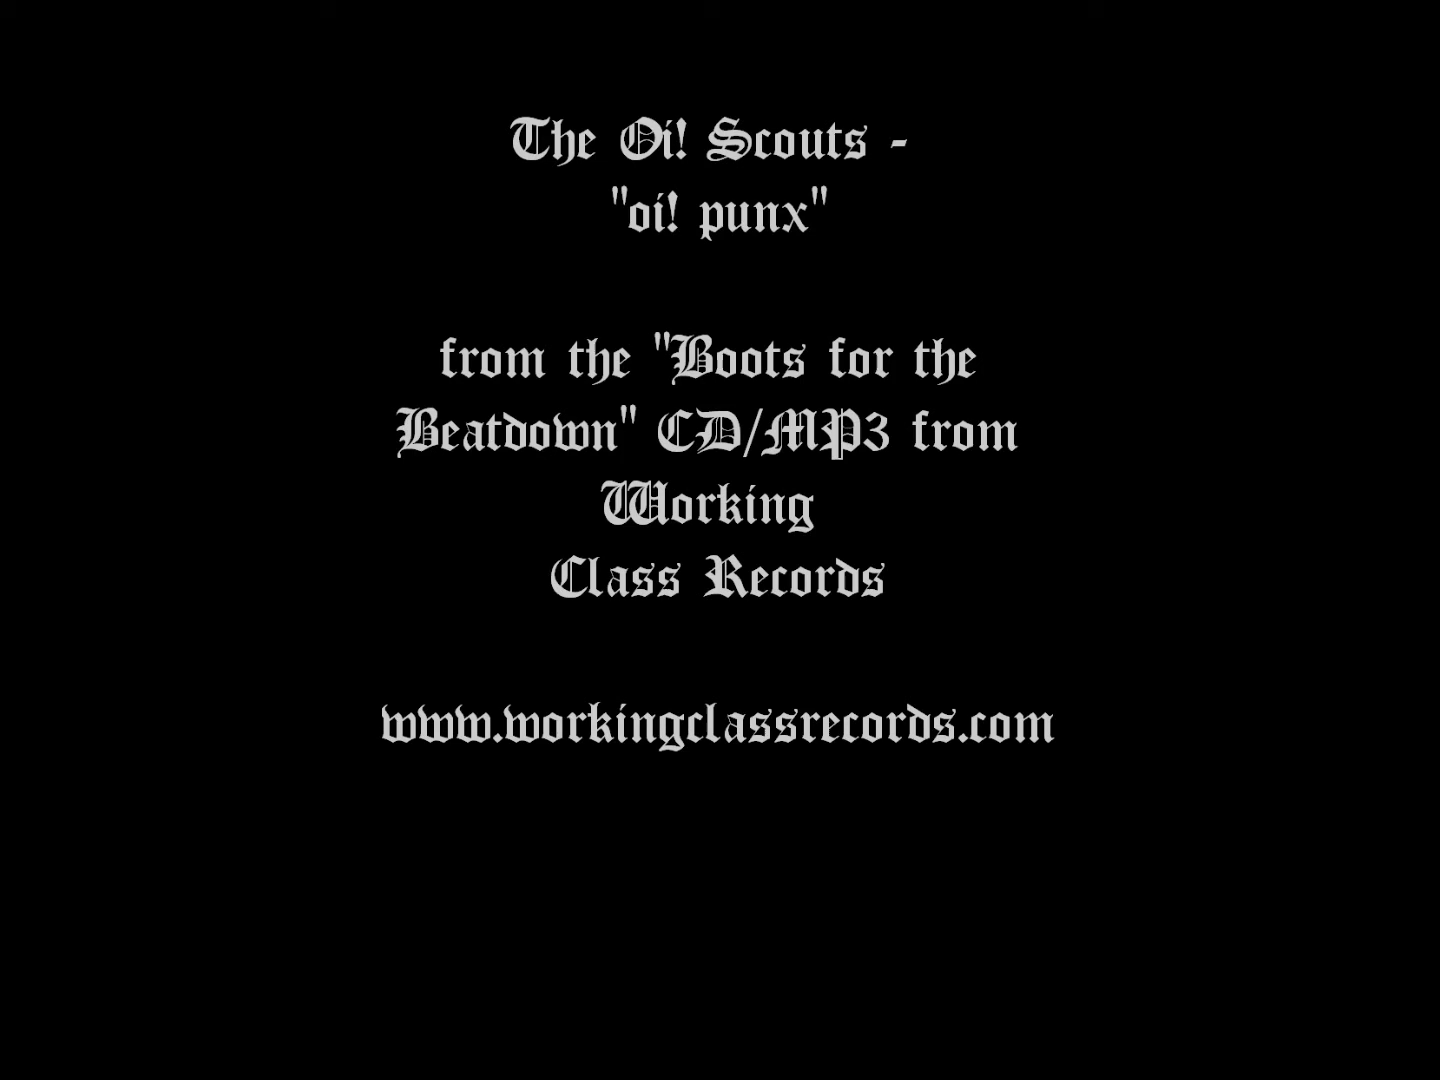 The Oi! Scouts -
"oi! punx"
from the "Boots for the
Beatdown" CD/MP3 from
Working
Class Records
www.workingclassrecords.com